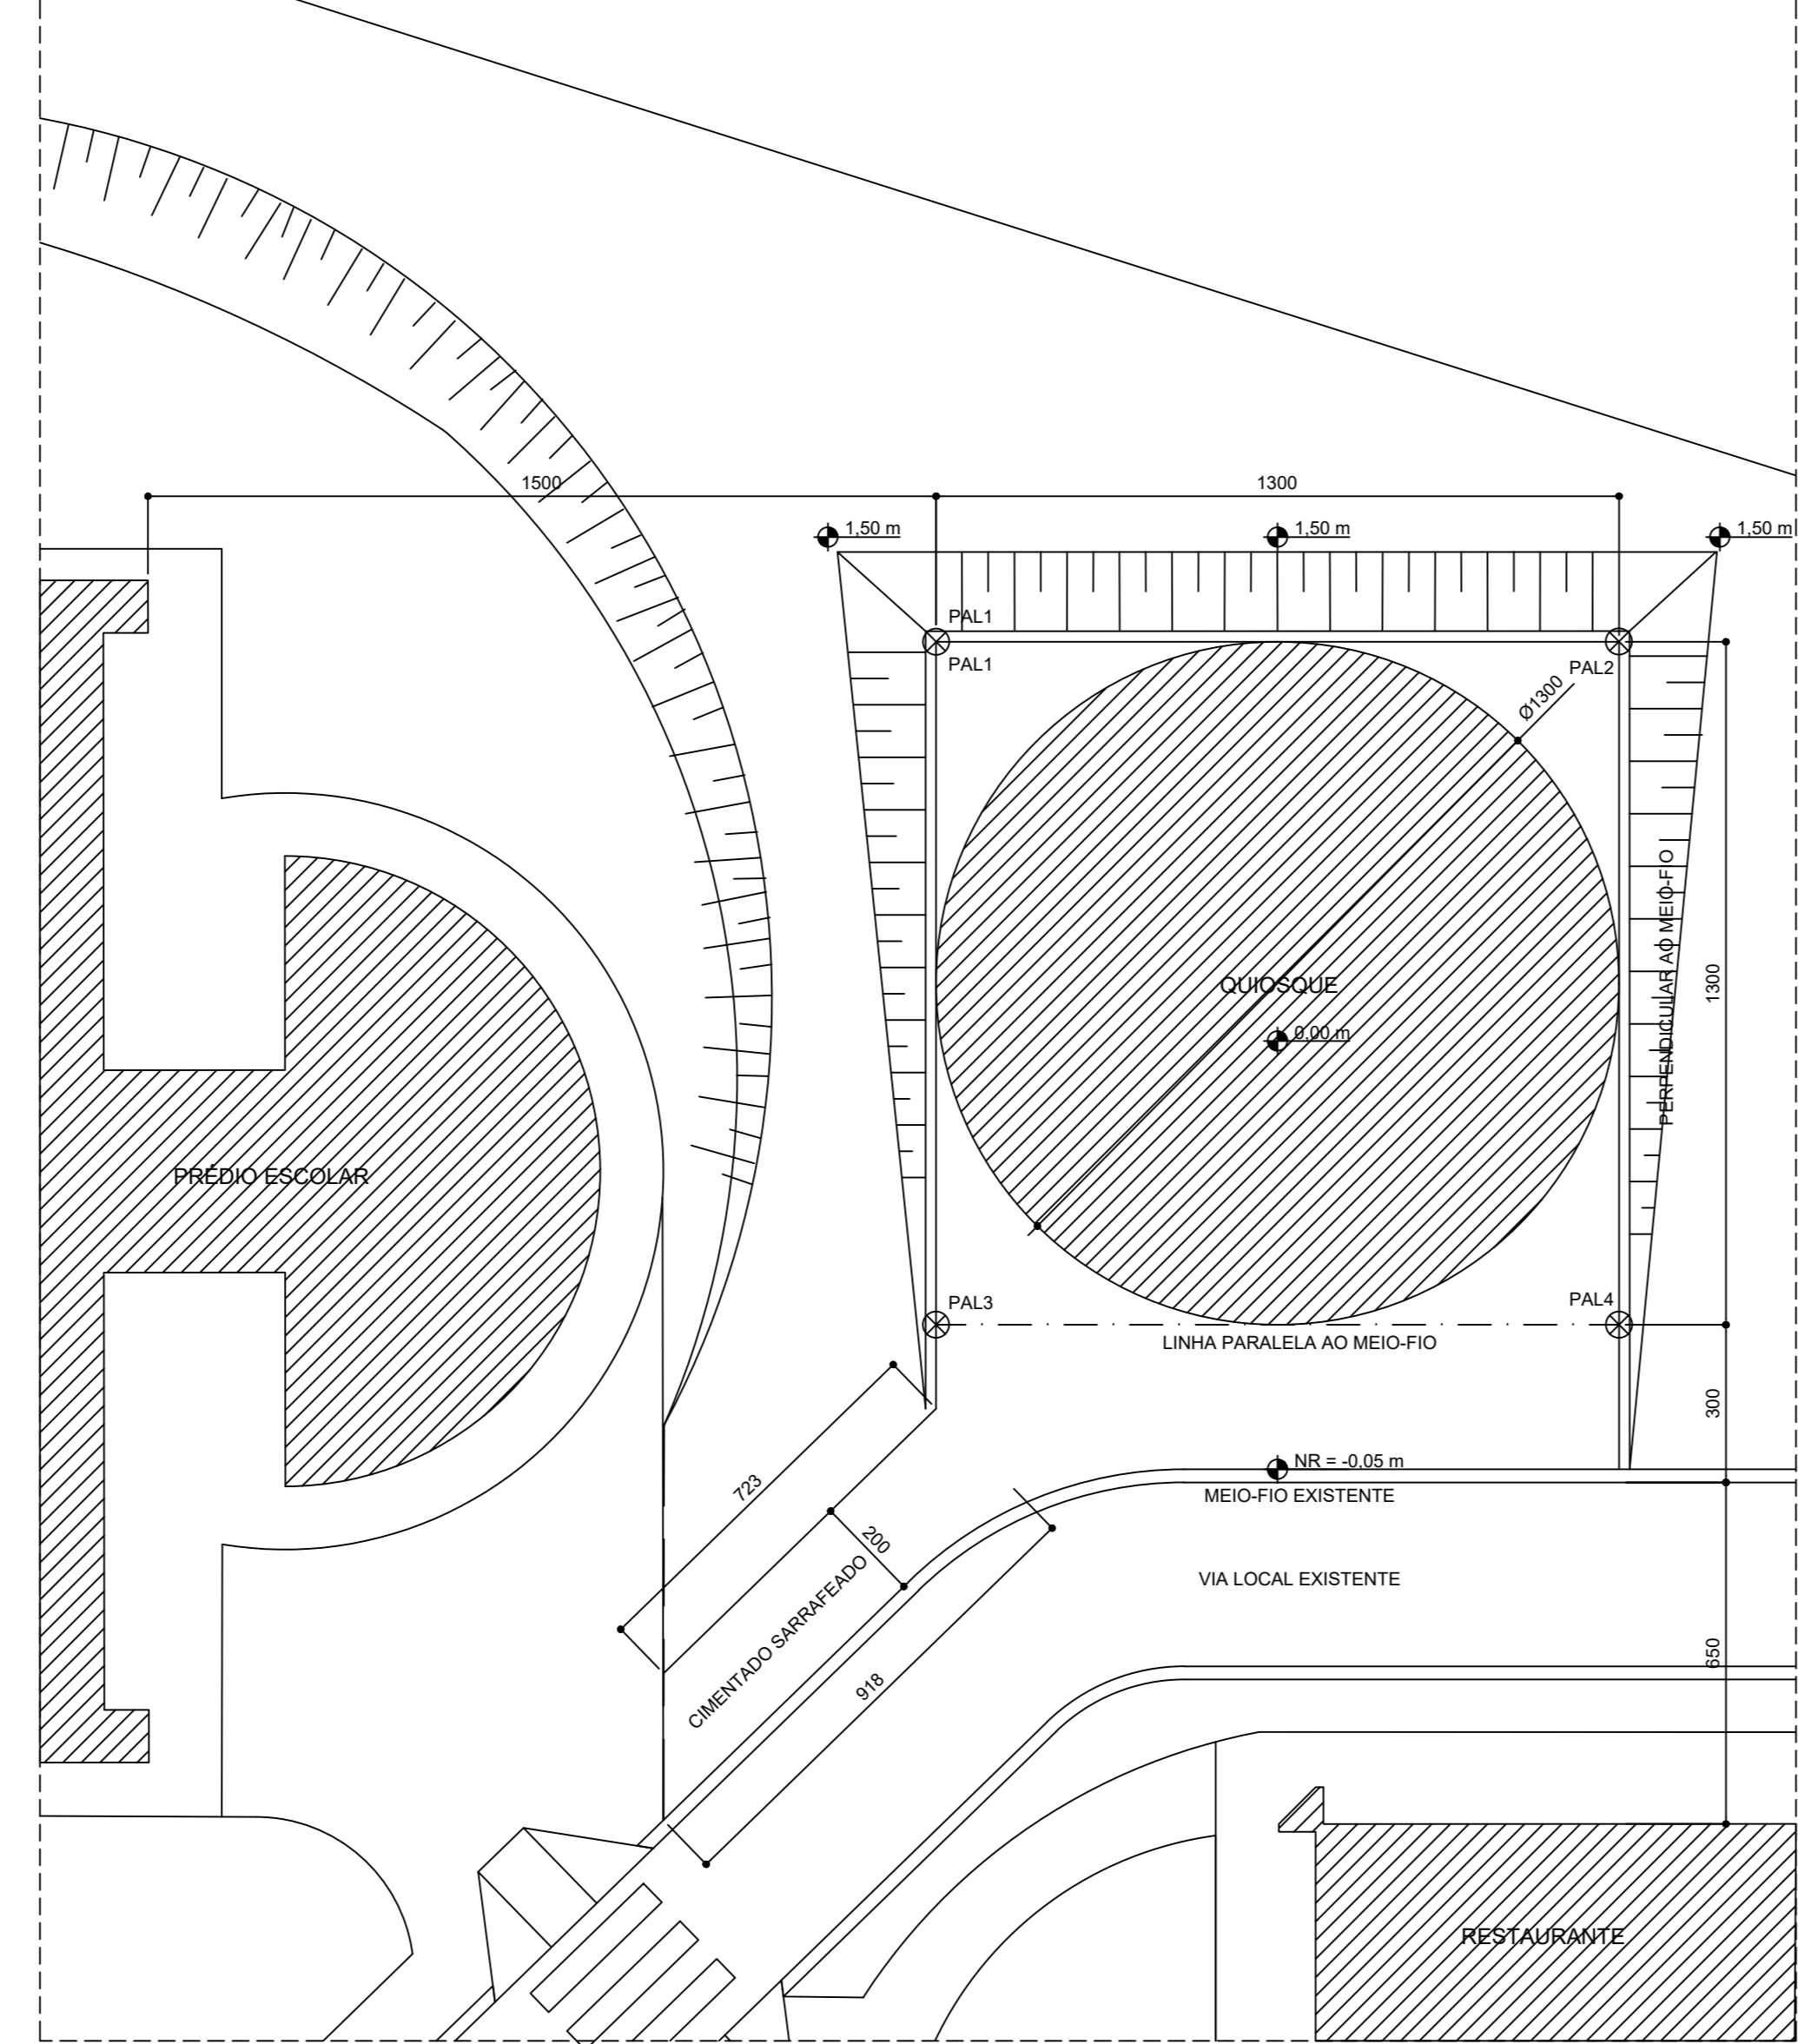 1500
1300
1,50 m
1,50 m
1,50 m
PAL1
PAL1
PAL2
Ø1300
PERPENDICULAR AO MEIO-FIO
1300
QUIOSQUE
0,00 m
PRÉDIO ESCOLAR
PAL3
PAL4
LINHA PARALELA AO MEIO-FIO
300
723
NR = -0,05 m
MEIO-FIO EXISTENTE
200
CIMENTADO SARRAFEADO
VIA LOCAL EXISTENTE
918
650
RESTAURANTE